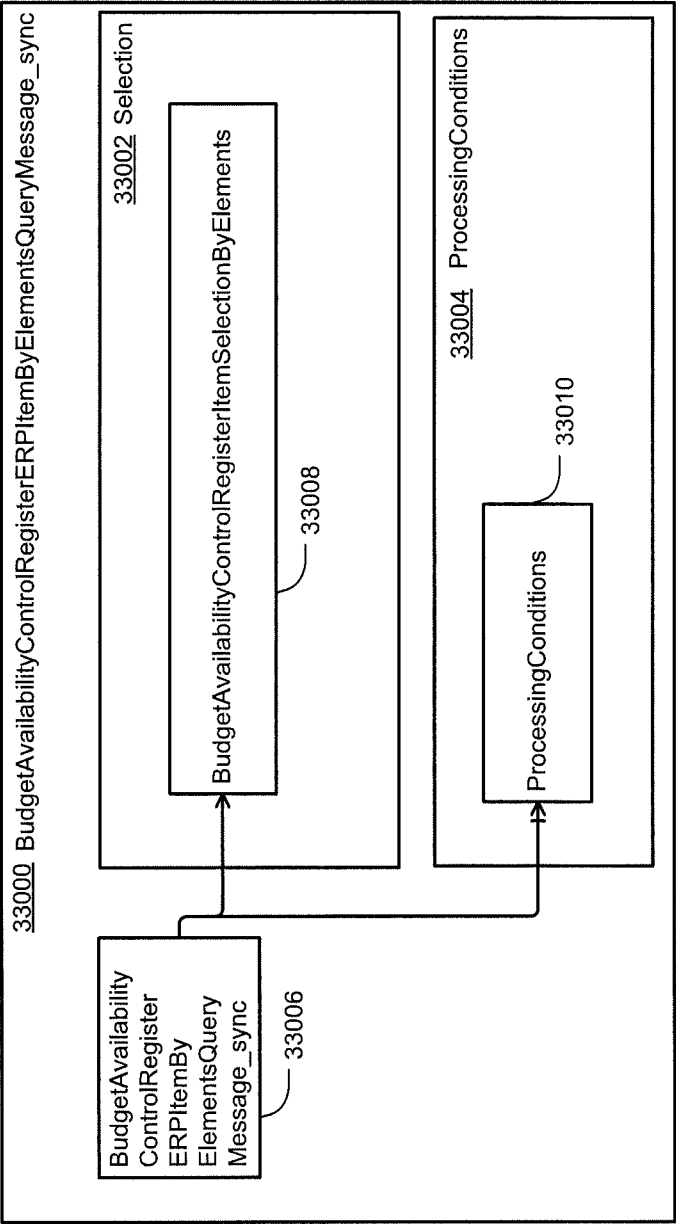 33000 BudgetAvailabilityControlRegisterERPItemByElementsQueryMessage_sync
BudgetAvailability
ControlRegister
ERPItemBy
ElementsQuery
Message_sync
33006
33002 Selection
BudgetAvailabilityControlRegisterItemSelectionByElements
33008
33004 ProcessingConditions
ProcessingConditions
33010